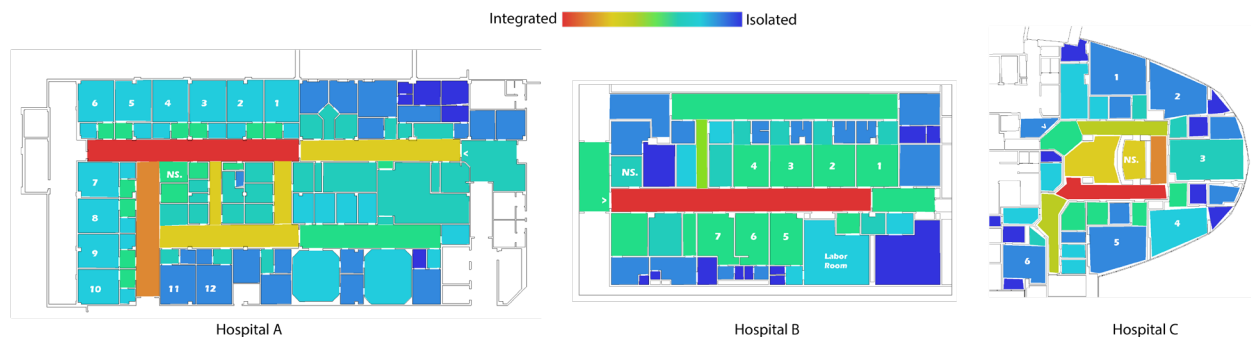 Integrated Isolated
6 5 4 3 2 1
<
7 NS.
8
9
10 11 12
Hospital A
NS. 4 3 2 1
>
7 6 5
Labor
Room
Hospital B
1
2
NS.
3
4
5
6
Hospital C